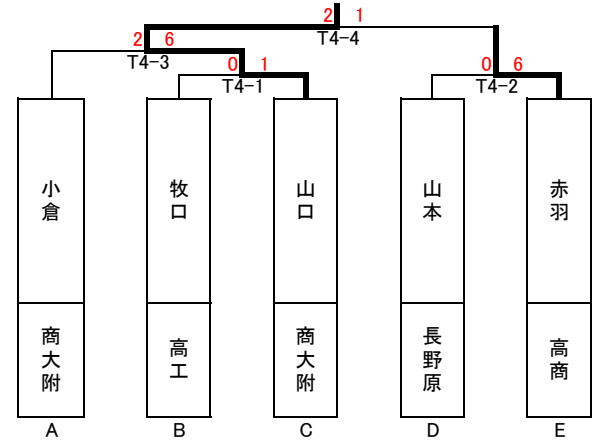 2 1
T4-4
2 6
T4-3
0 1
T4-1
0 6
T4-2
小倉
牧口
山口
山本
赤羽
商大附
高工
商大附
長野原
高商
A B C D E